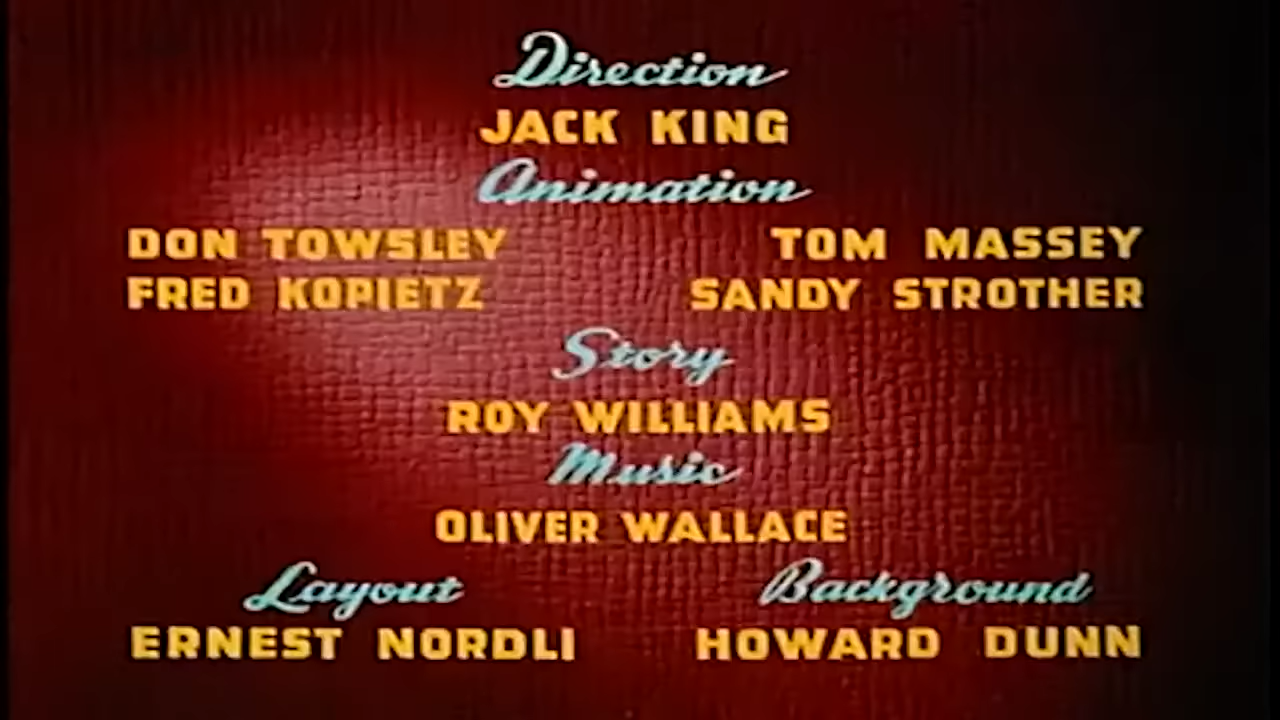 Direction
JACK KING
Animation
DON TOWSLEY TOM MASSEY
FRED KOPIETZ SANDY STROTHER
Story
ROY WILLIAMS
Music
OLIVER WALLACE
Layout Background
ERNEST NORDLI HOWARD DUNN